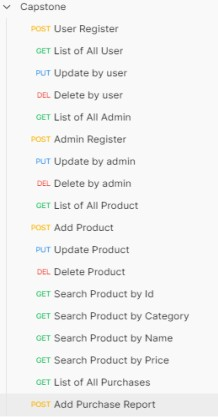 Capstone
POST User Register
GET List of All User
PUT Update by user
DEL Delete by user
GET List of All Admin
POST Admin Register
PUT Update by admin
DEL Delete by admin
GET List of All Product
POST Add Product
PUT Update Product
DEL Delete Product
GET Search Product by Id
GET Search Product by Category
GET Search Product by Name
GET Search Product by Price
GET List of All Purchases
POST Add Purchase Report